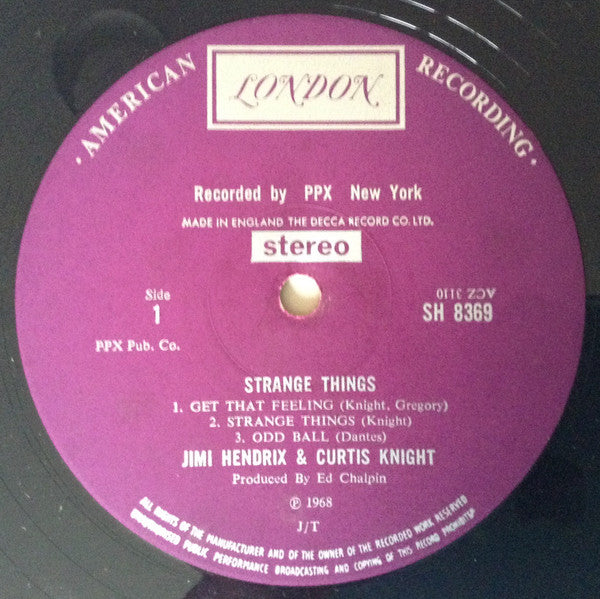 · AMERICAN RECORDING ·
LONDON
Recorded by PPX New York
MADE IN ENGLAND THE DECCA RECORD CO. LTD.
stereo
Side
1
PPX Pub. Co.
ACZ 3110
SH 8369
STRANGE THINGS
1. GET THAT FEELING (Knight, Gregory)
2. STRANGE THINGS (Knight)
3. ODD BALL (Dantes)
JIMI HENDRIX & CURTIS KNIGHT
Produced By Ed Chalpin
℗ 1968
J/T
ALL RIGHTS OF THE MANUFACTURER AND OF THE OWNER OF THE RECORDED WORK RESERVED
UNAUTHORISED PUBLIC PERFORMANCE BROADCASTING AND COPYING OF THIS RECORD PROHIBITED